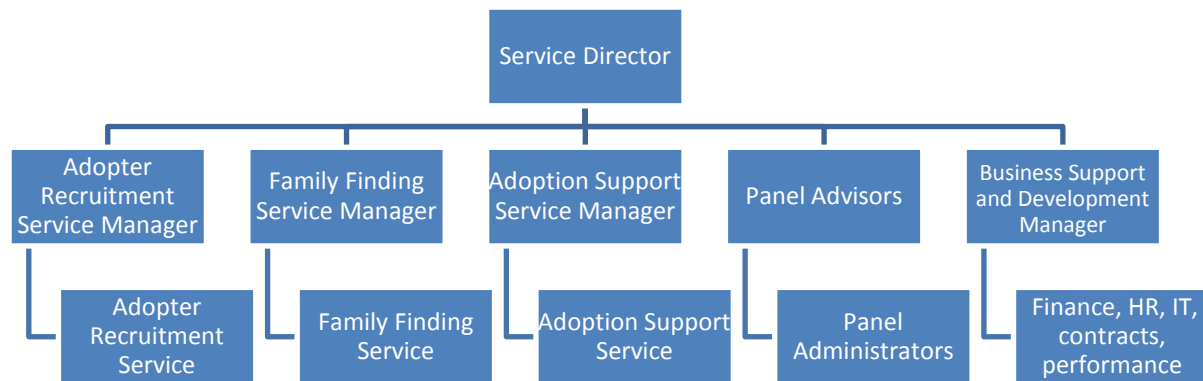 Service Director
Adopter
Recruitment
Service Manager
Family Finding
Service Manager
Adoption Support
Service Manager
Panel Advisors
Business Support
and Development
Manager
Adopter
Recruitment
Service
Family Finding
Service
Adoption Support
Service
Panel
Administrators
Finance, HR, IT,
contracts,
performance